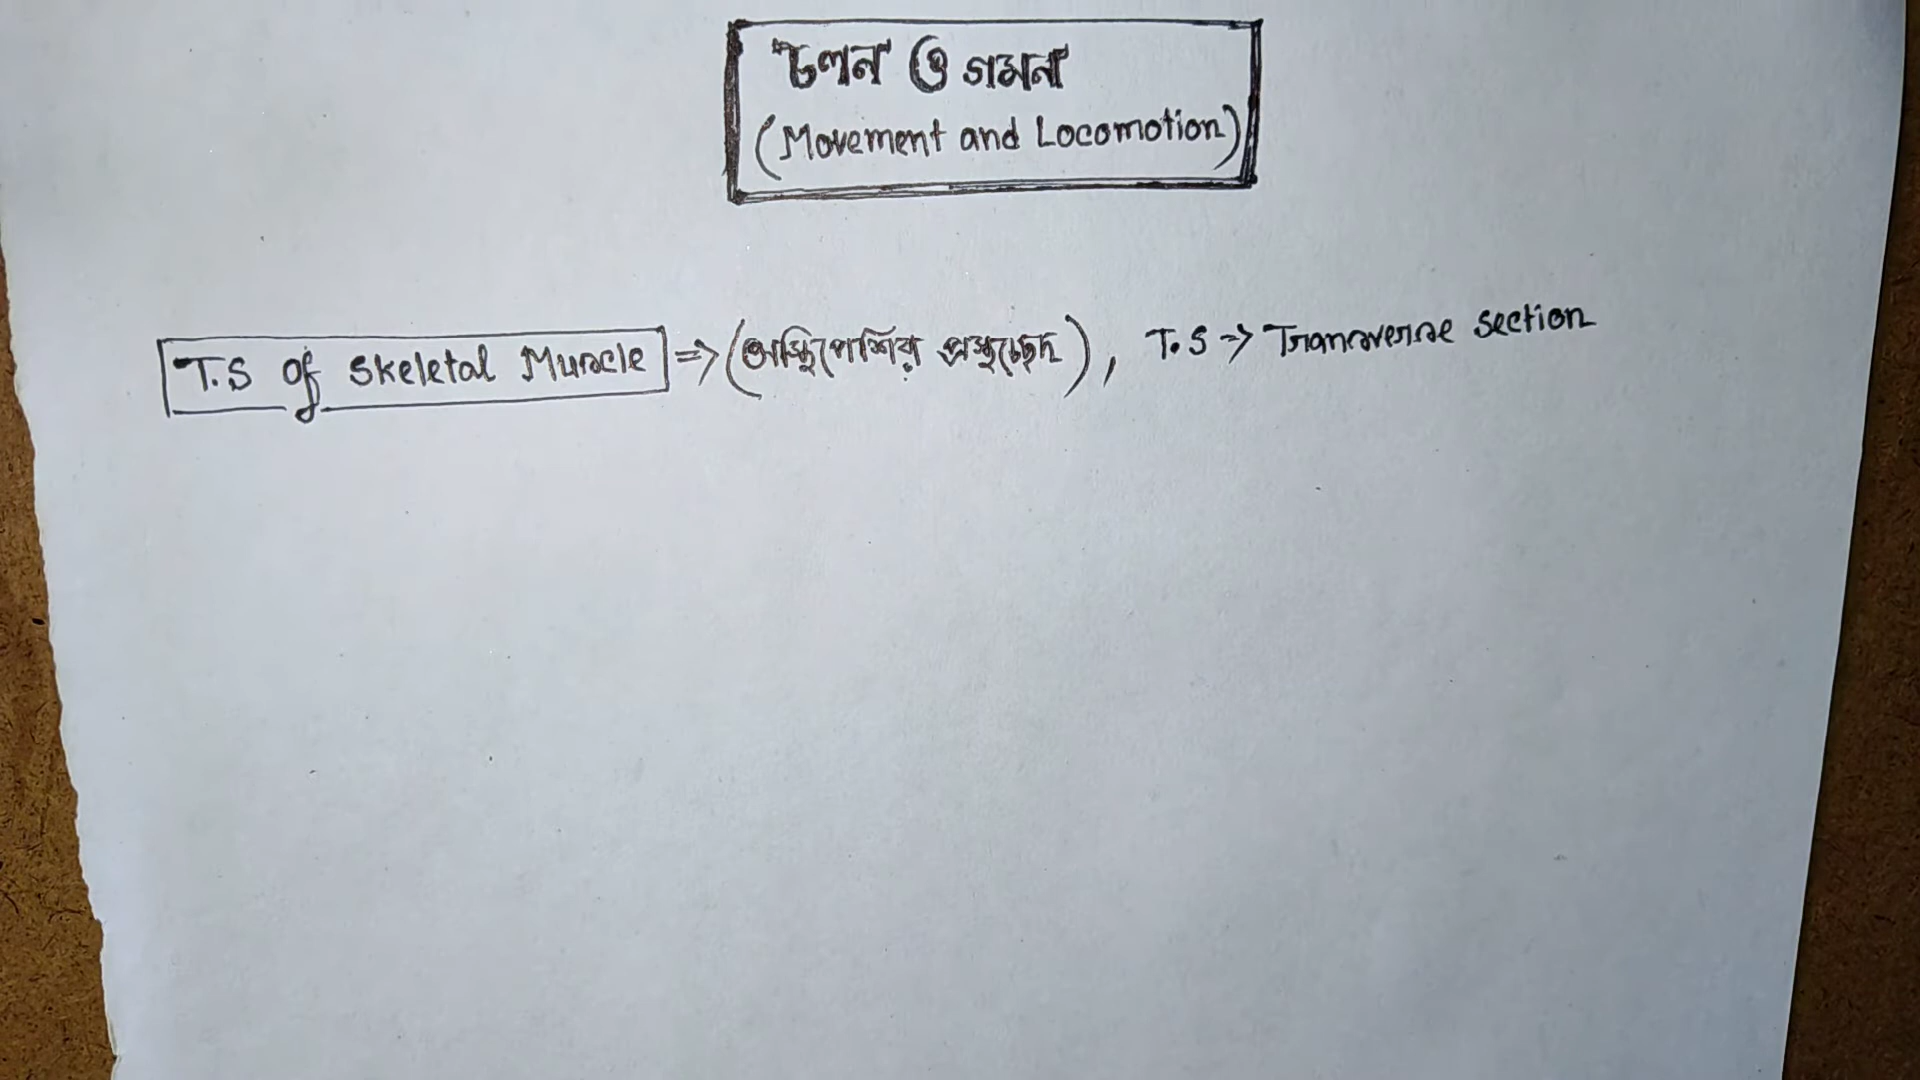 চলন ও গমন
(Movement and Locomotion)
T.S of Skeletal Muscle => (অস্থিপেশির প্রস্থচ্ছেদ), T.S => Transverse section